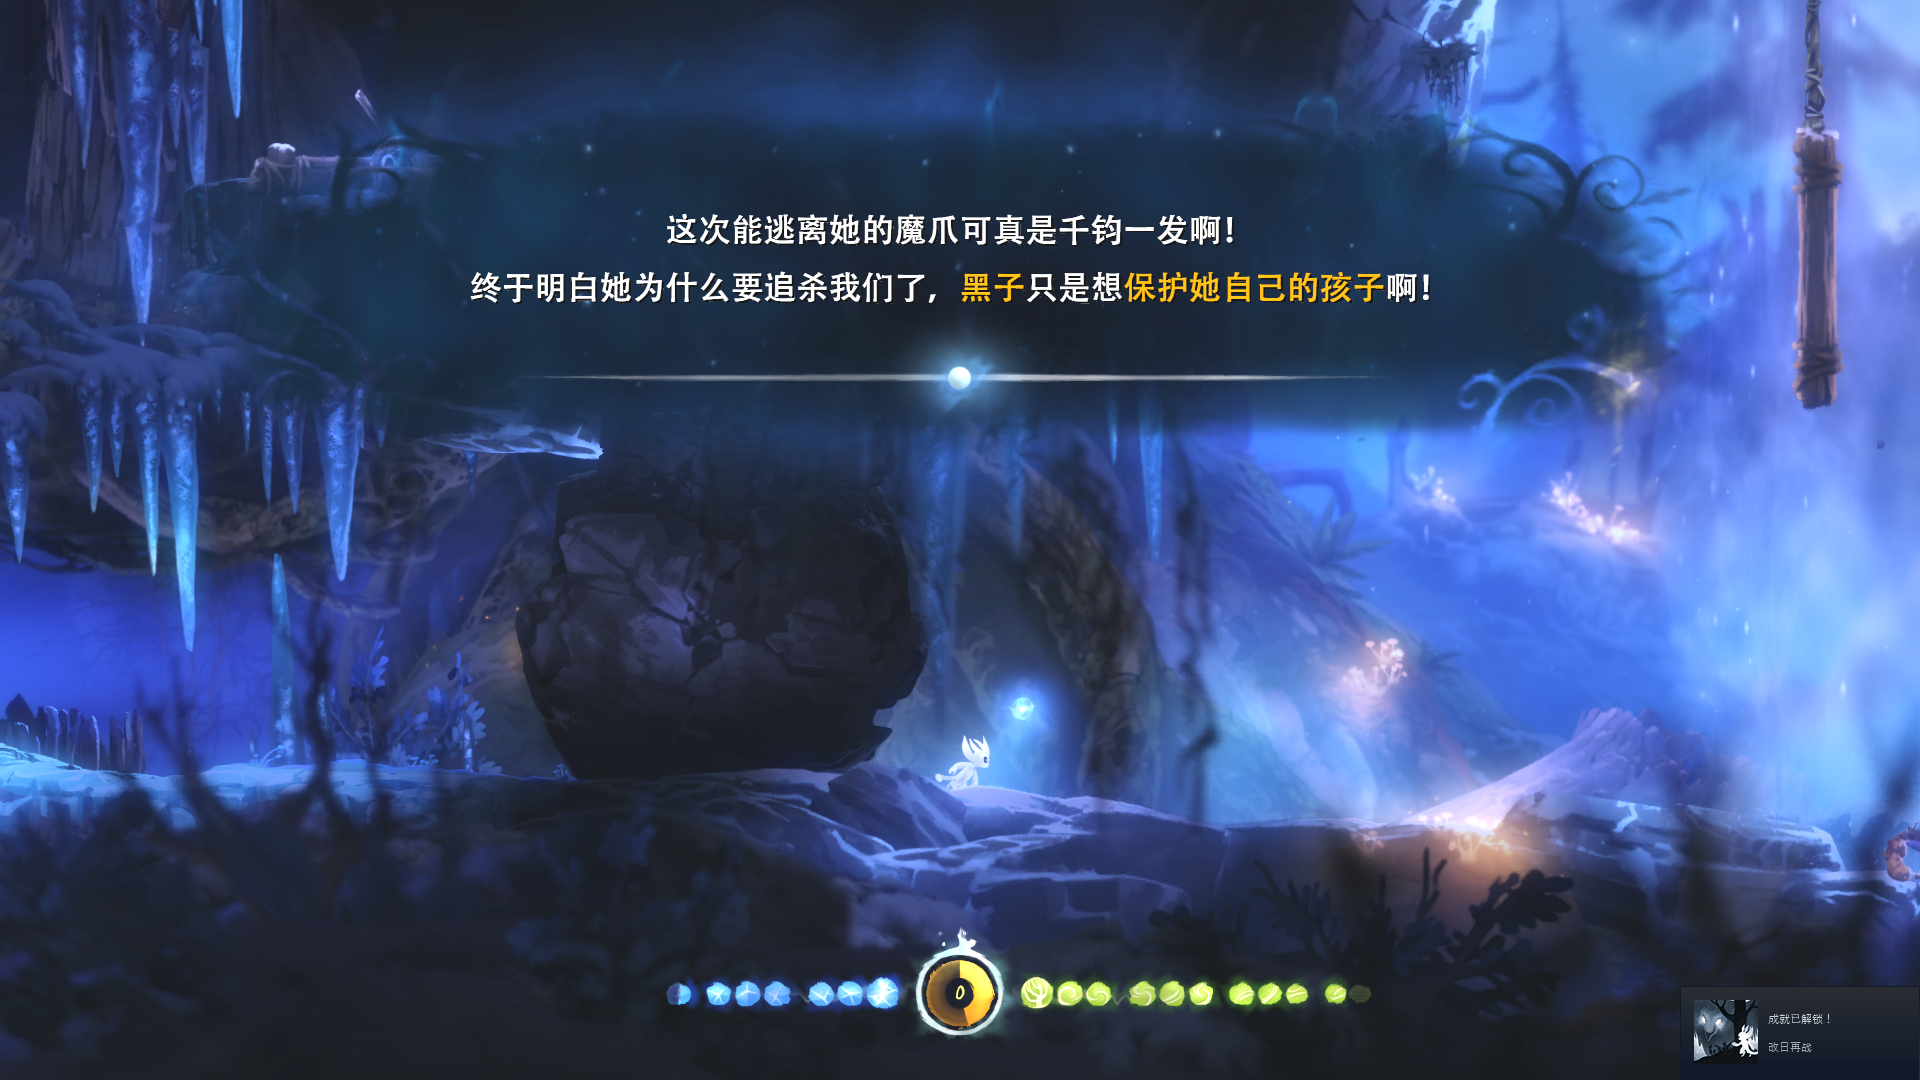 这次能逃离她的魔爪可真是千钧一发啊！
终于明白她为什么要追杀我们了，黑子只是想保护她自己的孩子啊！
0
成就已解锁！
改日再战